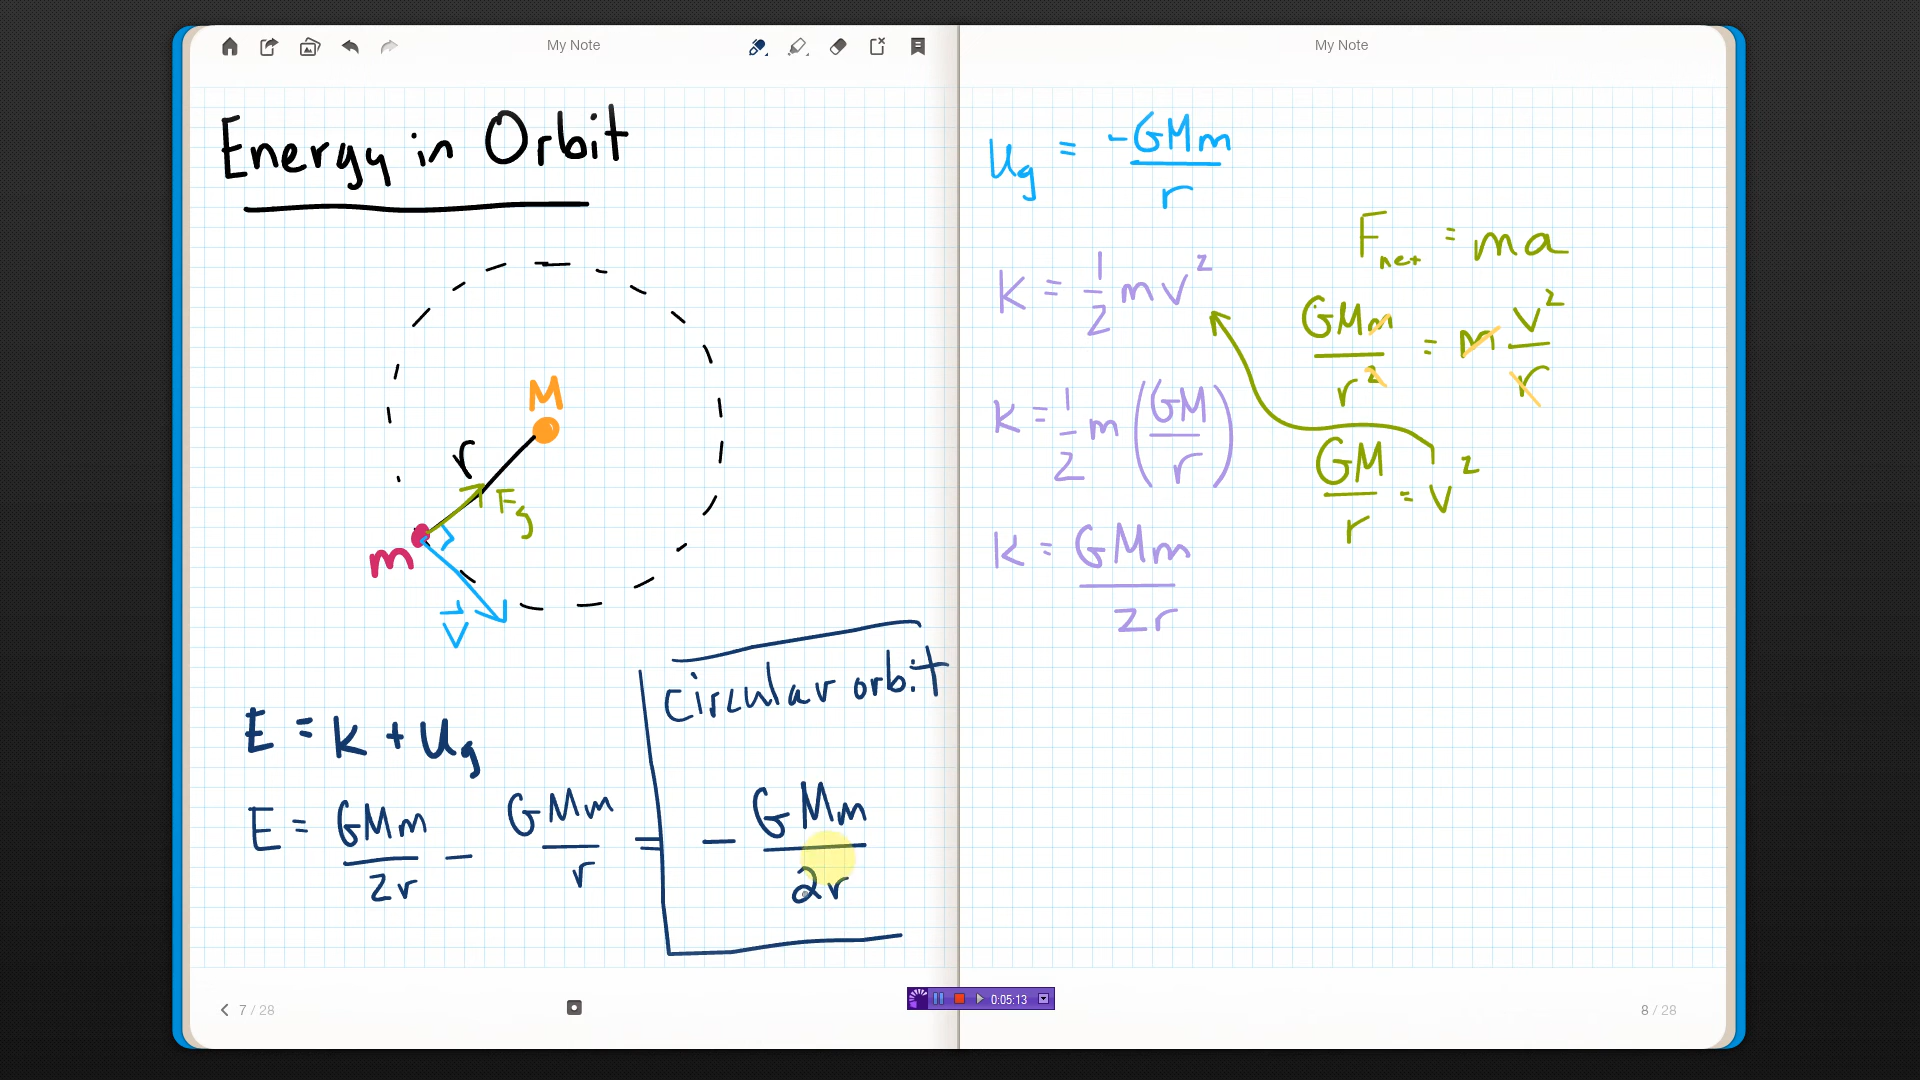 My Note
Energy in Orbit
M
r
Fg
m
v
circular orbit
E = K + Ug
E = GMm/2r - GMm/r = - GMm/2r
7 / 28
0:05:13
My Note
Ug = -GMm/r
Fnet = ma
K = 1/2 mv²
GMm/r² = m v²/r
K = 1/2 m (GM/r)
GM/r = v²
K = GMm/2r
8 / 28